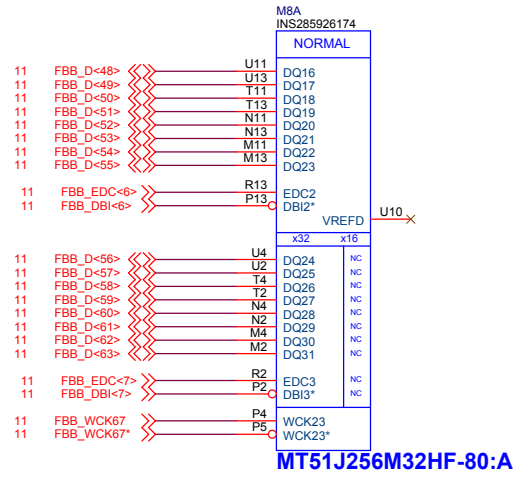 M8A
INS285926174
NORMAL
11 FBB_D<48> U11 DQ16
11 FBB_D<49> U13 DQ17
11 FBB_D<50> T11 DQ18
11 FBB_D<51> T13 DQ19
11 FBB_D<52> N11 DQ20
11 FBB_D<53> N13 DQ21
11 FBB_D<54> M11 DQ22
11 FBB_D<55> M13 DQ23
11 FBB_EDC<6> R13 EDC2
11 FBB_DBI<6> P13 DBI2*
VREFD U10
x32 x16
11 FBB_D<56> U4 DQ24 NC
11 FBB_D<57> U2 DQ25 NC
11 FBB_D<58> T4 DQ26 NC
11 FBB_D<59> T2 DQ27 NC
11 FBB_D<60> N4 DQ28 NC
11 FBB_D<61> N2 DQ29 NC
11 FBB_D<62> M4 DQ30 NC
11 FBB_D<63> M2 DQ31 NC
11 FBB_EDC<7> R2 EDC3 NC
11 FBB_DBI<7> P2 DBI3* NC
11 FBB_WCK67 P4 WCK23
11 FBB_WCK67* P5 WCK23*
MT51J256M32HF-80:A